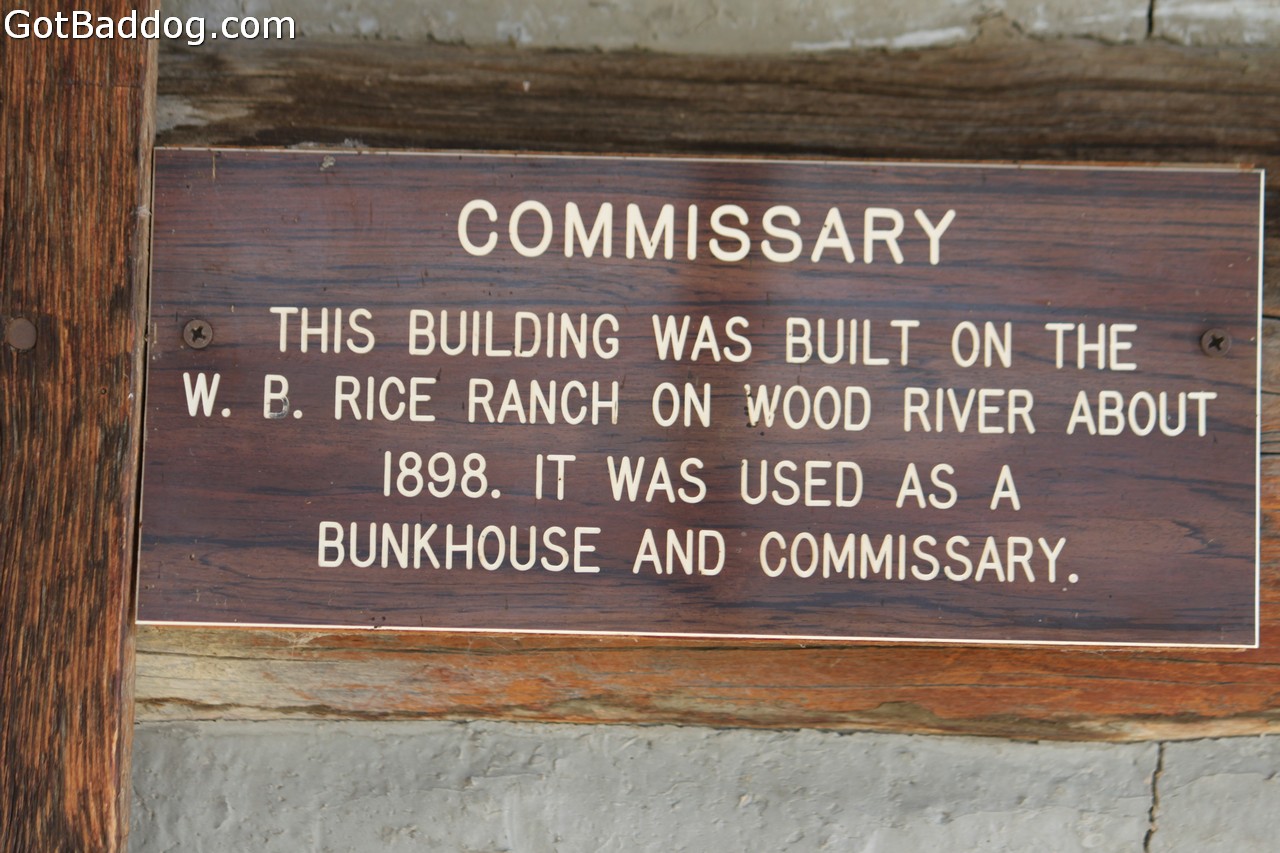 GotBaddog.com
COMMISSARY
THIS BUILDING WAS BUILT ON THE
W. B. RICE RANCH ON WOOD RIVER ABOUT
1898. IT WAS USED AS A
BUNKHOUSE AND COMMISSARY.